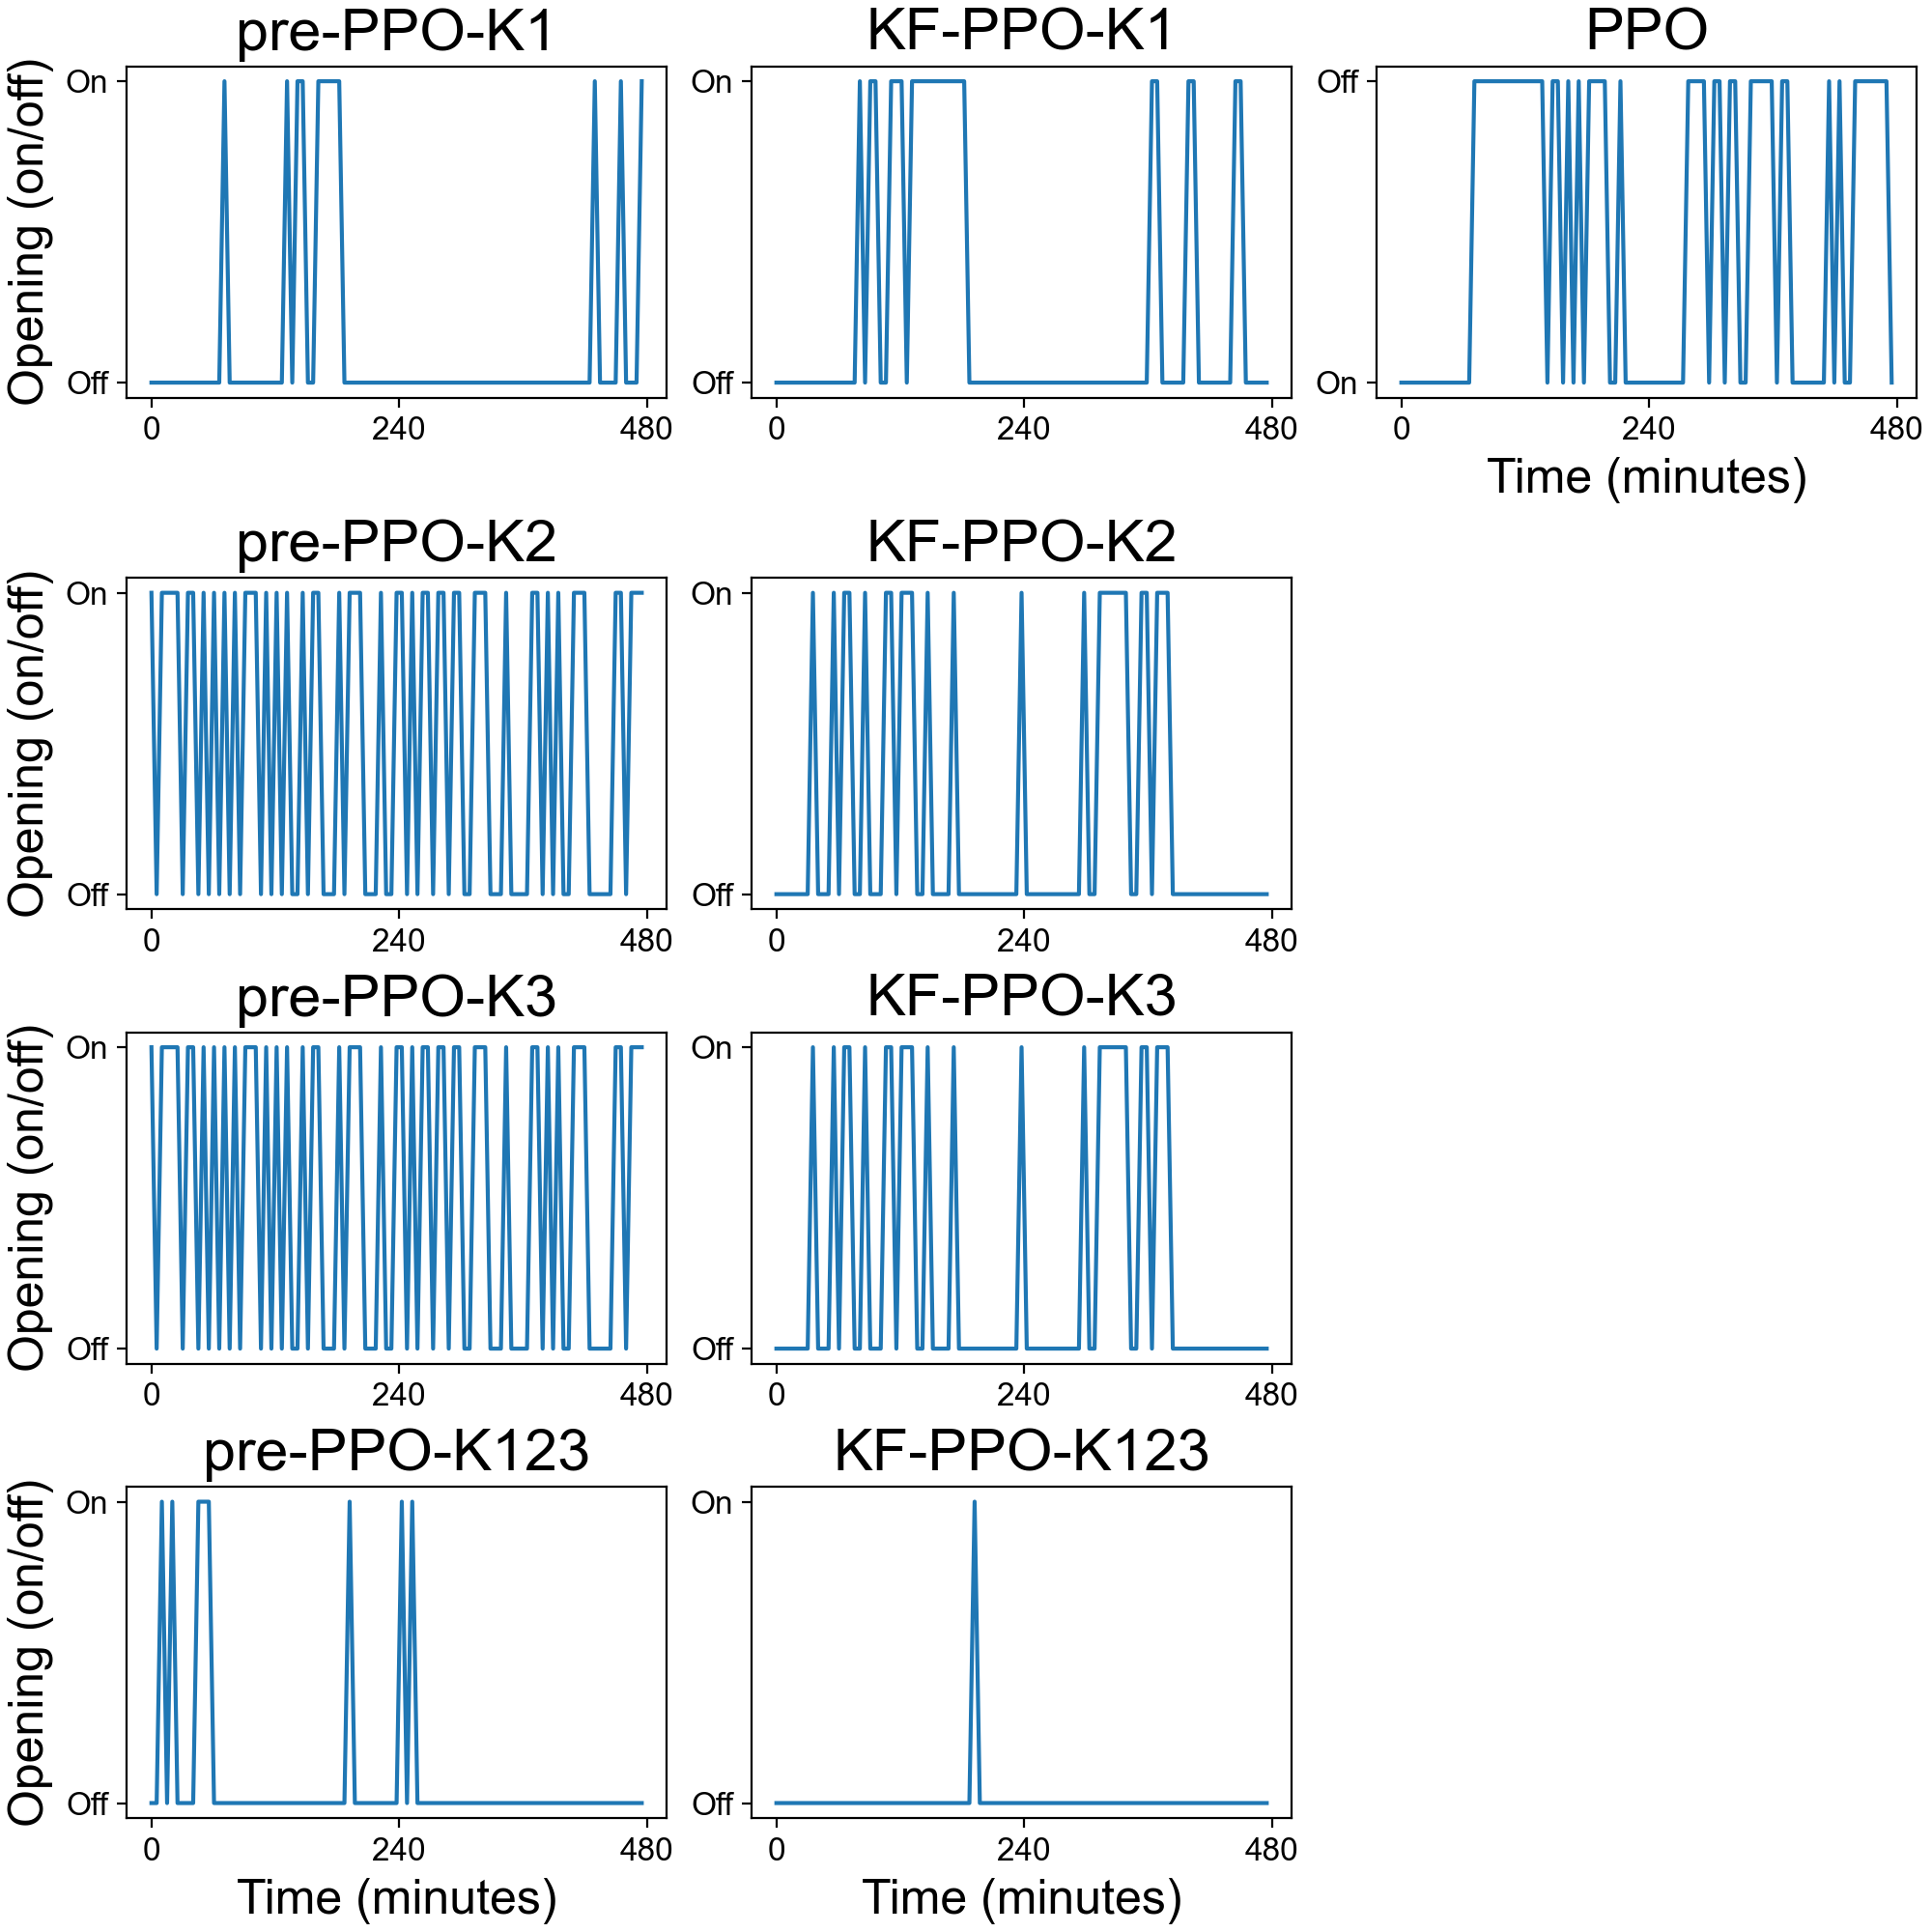 pre-PPO-K1
KF-PPO-K1
PPO
Opening (on/off)
On
Off
0
240
480
On
Off
0
240
480
Off
On
0
240
480
Time (minutes)
pre-PPO-K2
KF-PPO-K2
Opening (on/off)
On
Off
0
240
480
On
Off
0
240
480
pre-PPO-K3
KF-PPO-K3
Opening (on/off)
On
Off
0
240
480
On
Off
0
240
480
pre-PPO-K123
KF-PPO-K123
Opening (on/off)
On
Off
0
240
480
Time (minutes)
On
Off
0
240
480
Time (minutes)